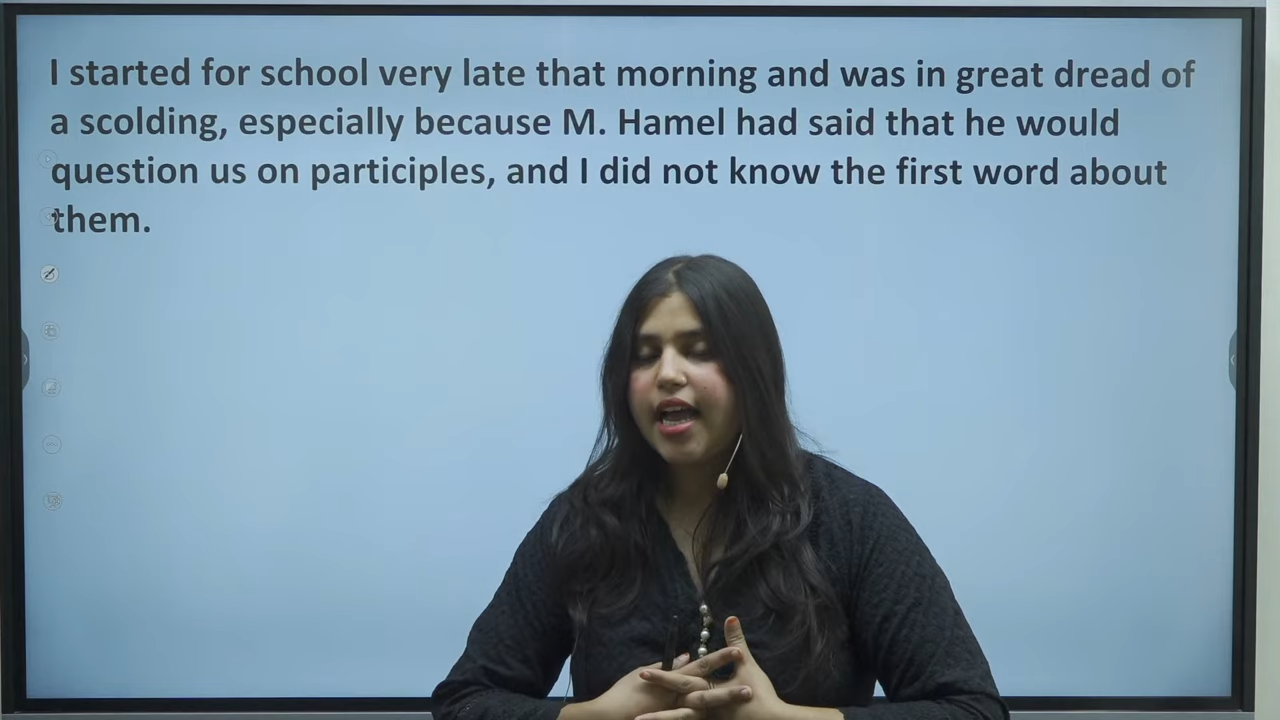 I started for school very late that morning and was in great dread of
a scolding, especially because M. Hamel had said that he would
question us on participles, and I did not know the first word about
them.